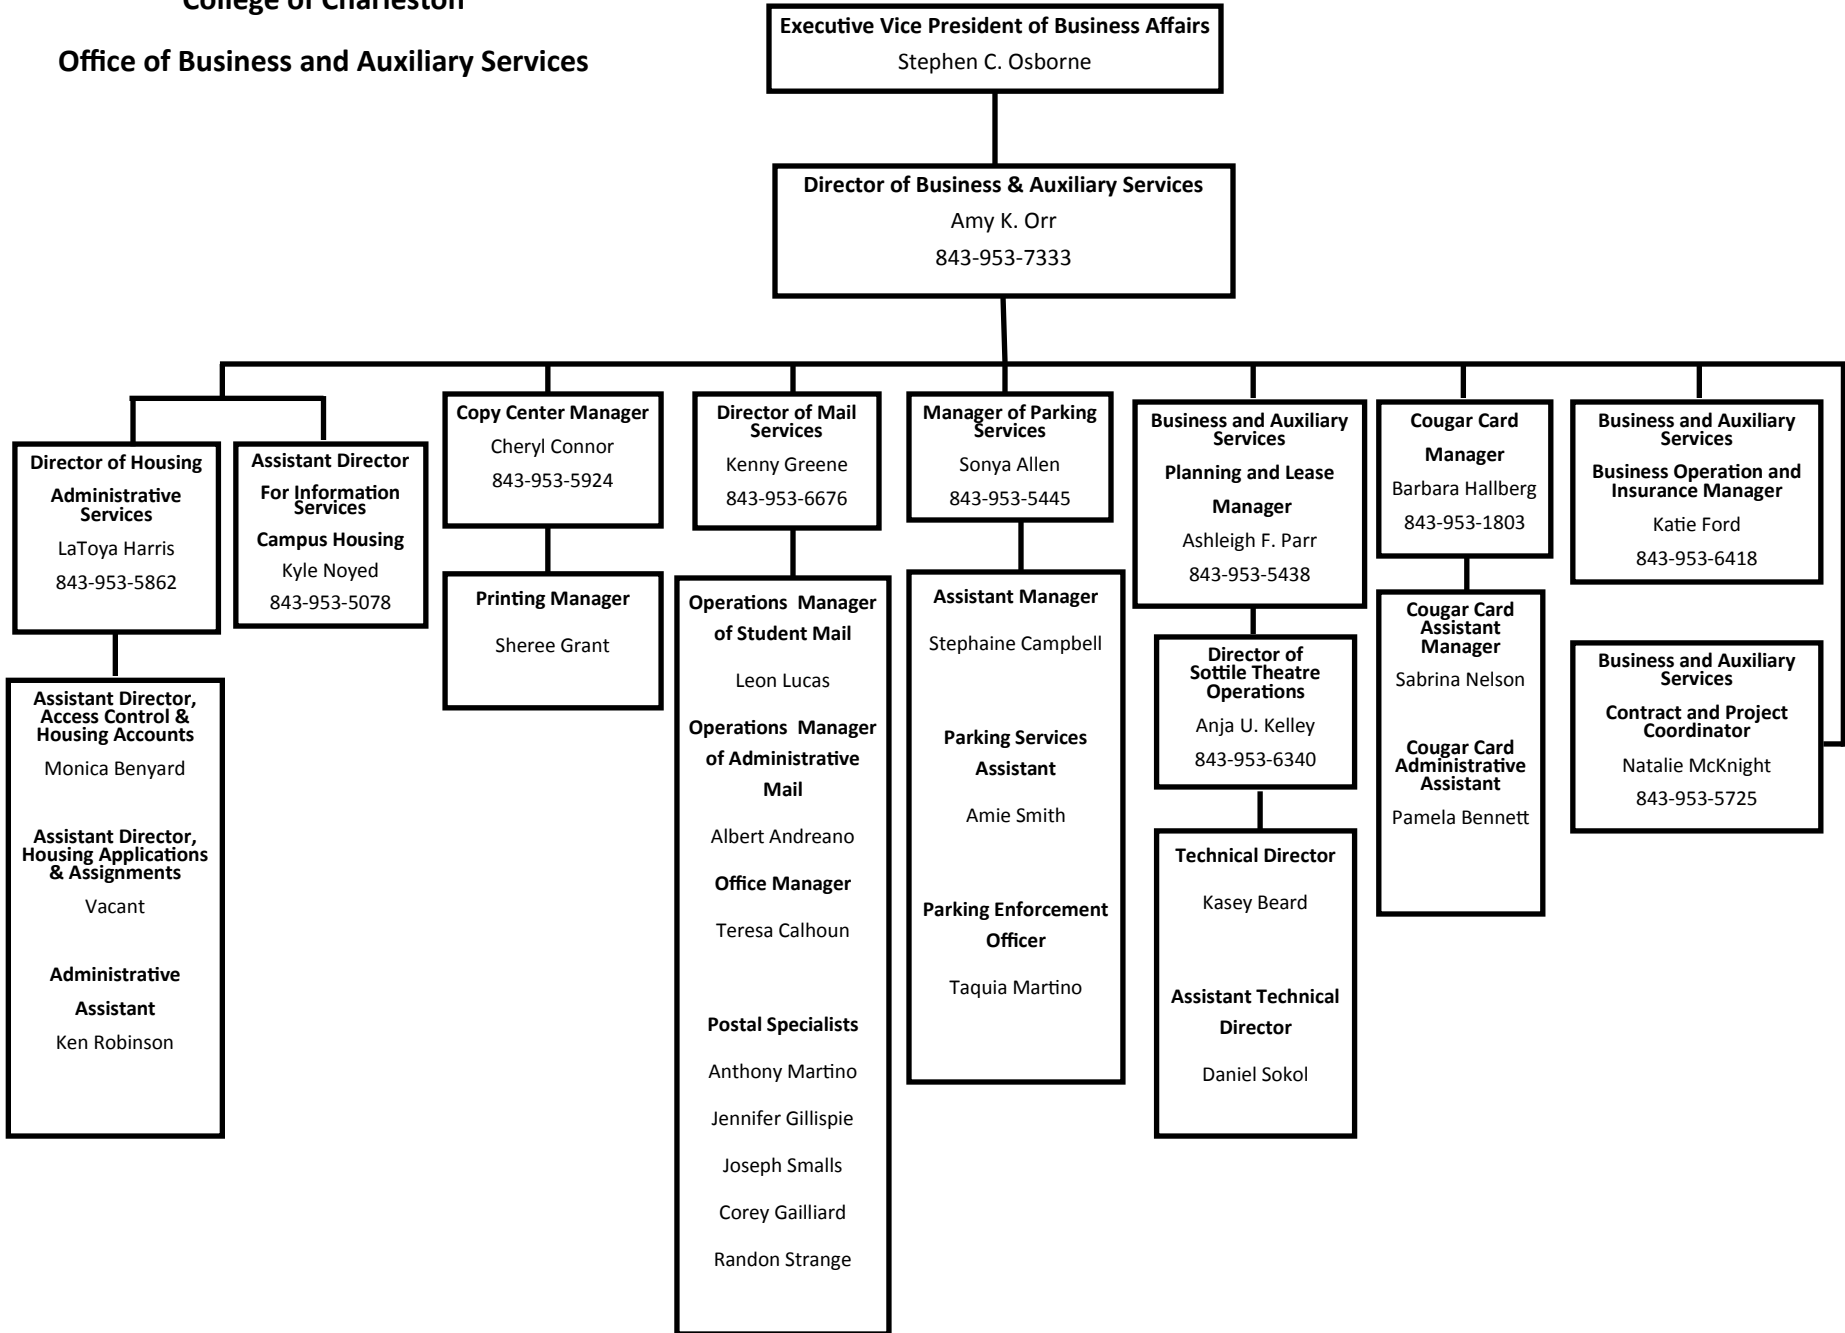 College of Charleston
Office of Business and Auxiliary Services
Executive Vice President of Business Affairs
Stephen C. Osborne
Director of Business & Auxiliary Services
Amy K. Orr
843-953-7333
Director of Housing
Administrative
Services
LaToya Harris
843-953-5862
Assistant Director,
Access Control &
Housing Accounts
Monica Benyard
Assistant Director,
Housing Applications
& Assignments
Vacant
Administrative
Assistant
Ken Robinson
Assistant Director
For Information
Services
Campus Housing
Kyle Noyed
843-953-5078
Copy Center Manager
Cheryl Connor
843-953-5924
Printing Manager
Sheree Grant
Director of Mail
Services
Kenny Greene
843-953-6676
Operations Manager
of Student Mail
Leon Lucas
Operations Manager
of Administrative
Mail
Albert Andreano
Office Manager
Teresa Calhoun
Postal Specialists
Anthony Martino
Jennifer Gillispie
Joseph Smalls
Corey Gailliard
Randon Strange
Manager of Parking
Services
Sonya Allen
843-953-5445
Assistant Manager
Stephaine Campbell
Parking Services
Assistant
Amie Smith
Parking Enforcement
Officer
Taquia Martino
Business and Auxiliary
Services
Planning and Lease
Manager
Ashleigh F. Parr
843-953-5438
Director of
Sottile Theatre
Operations
Anja U. Kelley
843-953-6340
Technical Director
Kasey Beard
Assistant Technical
Director
Daniel Sokol
Cougar Card
Manager
Barbara Hallberg
843-953-1803
Cougar Card
Assistant
Manager
Sabrina Nelson
Cougar Card
Administrative
Assistant
Pamela Bennett
Business and Auxiliary
Services
Business Operation and
Insurance Manager
Katie Ford
843-953-6418
Business and Auxiliary
Services
Contract and Project
Coordinator
Natalie McKnight
843-953-5725